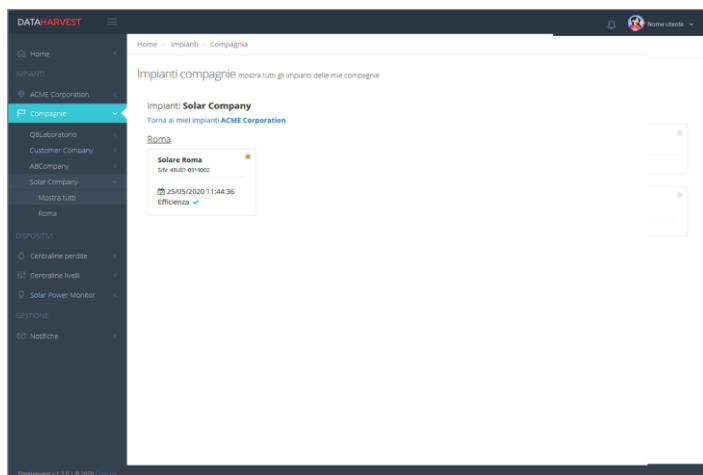 DATAHARVEST
Nome utente
Home
IMPIANTI
ACME Corporation
Compagnie
QBLaboratorio
Customer Company
ABCompany
Solar Company
Mostra tutti
Roma
DISPOSITIVI
Centraline perdite
Centraline livelli
Solar Power Monitor
GESTIONE
Notifiche
Home - Impianti - Compagnia
Impianti compagnie mostra tutti gli impianti delle mie compagnie
Impianti Solar Company
Torna ai miei impianti ACME Corporation
Roma
Solare Roma
S/N: 43U01-0319002
25/05/2020 11:44:36
Efficienza